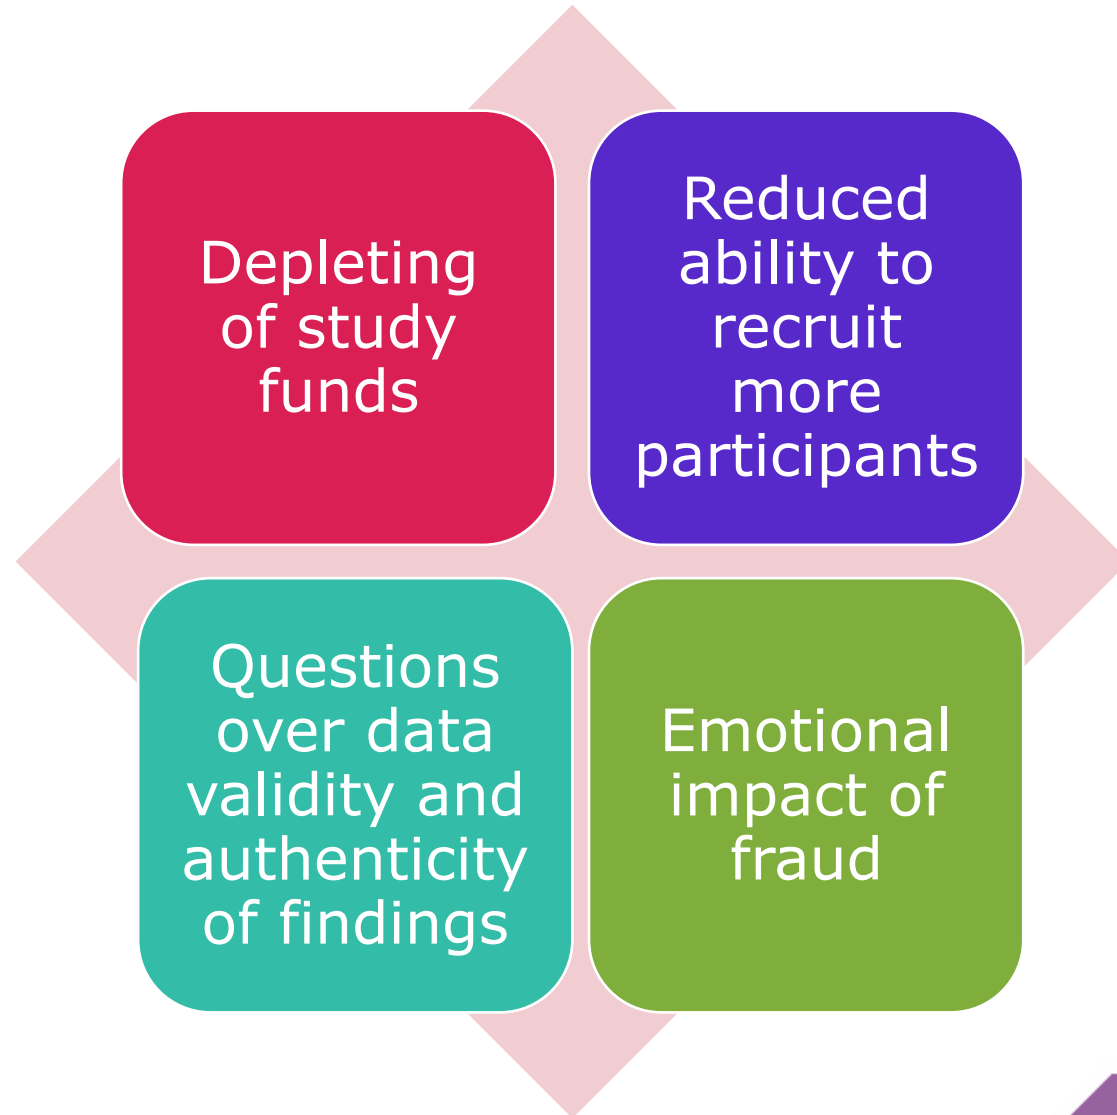 Depleting
of study
funds
Reduced
ability to
recruit
more
participants
Questions
over data
validity and
authenticity
of findings
Emotional
impact of
fraud